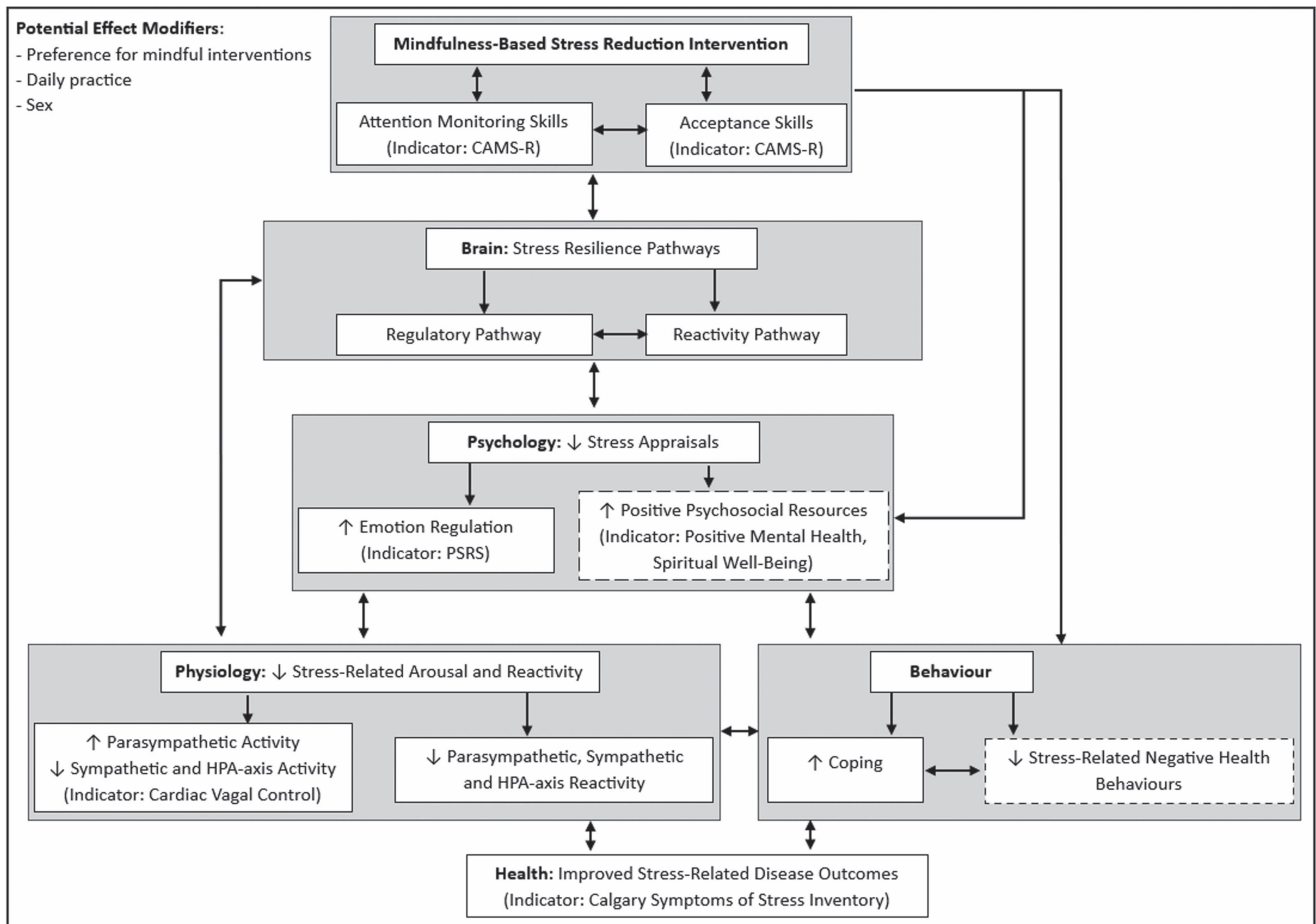 Potential Effect Modifiers:
- Preference for mindful interventions
- Daily practice
- Sex
Mindfulness-Based Stress Reduction Intervention
Attention Monitoring Skills
(Indicator: CAMS-R)
Acceptance Skills
(Indicator: CAMS-R)
Brain: Stress Resilience Pathways
Regulatory Pathway
Reactivity Pathway
Psychology: ↓ Stress Appraisals
↑ Emotion Regulation
(Indicator: PSRS)
↑ Positive Psychosocial Resources
(Indicator: Positive Mental Health,
Spiritual Well-Being)
Physiology: ↓ Stress-Related Arousal and Reactivity
↑ Parasympathetic Activity
↓ Sympathetic and HPA-axis Activity
(Indicator: Cardiac Vagal Control)
↓ Parasympathetic, Sympathetic
and HPA-axis Reactivity
Behaviour
↑ Coping
↓ Stress-Related Negative Health
Behaviours
Health: Improved Stress-Related Disease Outcomes
(Indicator: Calgary Symptoms of Stress Inventory)